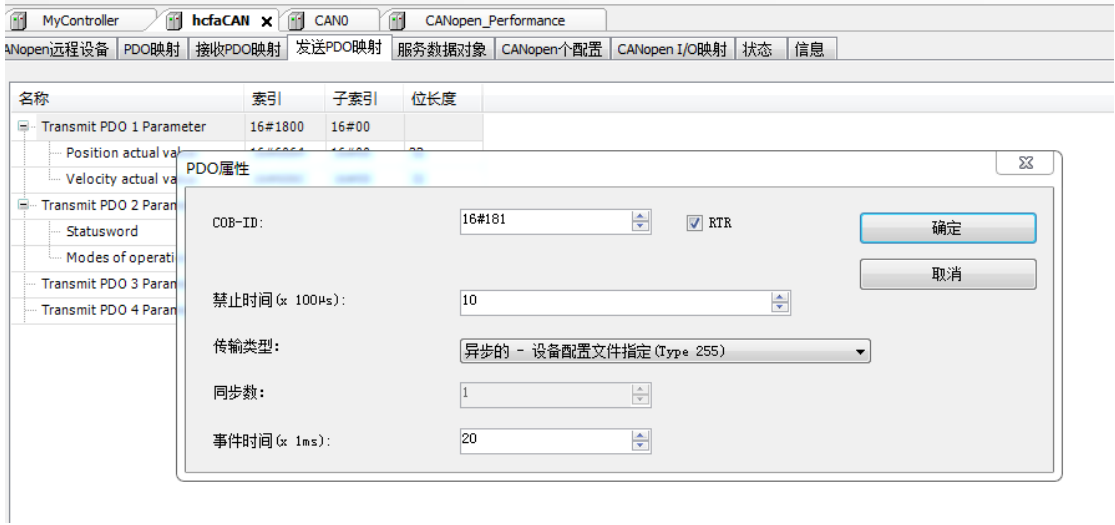 MyController hcfaCAN CAN0 CANopen_Performance
ANopen远程设备 PDO映射 接收PDO映射 发送PDO映射 服务数据对象 CANopen个配置 CANopen I/O映射 状态 信息
名称 索引 子索引 位长度
Transmit PDO 1 Parameter 16#1800 16#00
Position actual
Velocity actual
Transmit PDO 2
Statusword
Modes of
Transmit PDO 3
Transmit PDO 4
PDO属性
COB-ID: 16#181 RTR 确定
取消
禁止时间(x 100µs): 10
传输类型: 异步的 - 设备配置文件指定(Type 255)
同步数: 1
事件时间(x 1ms): 20